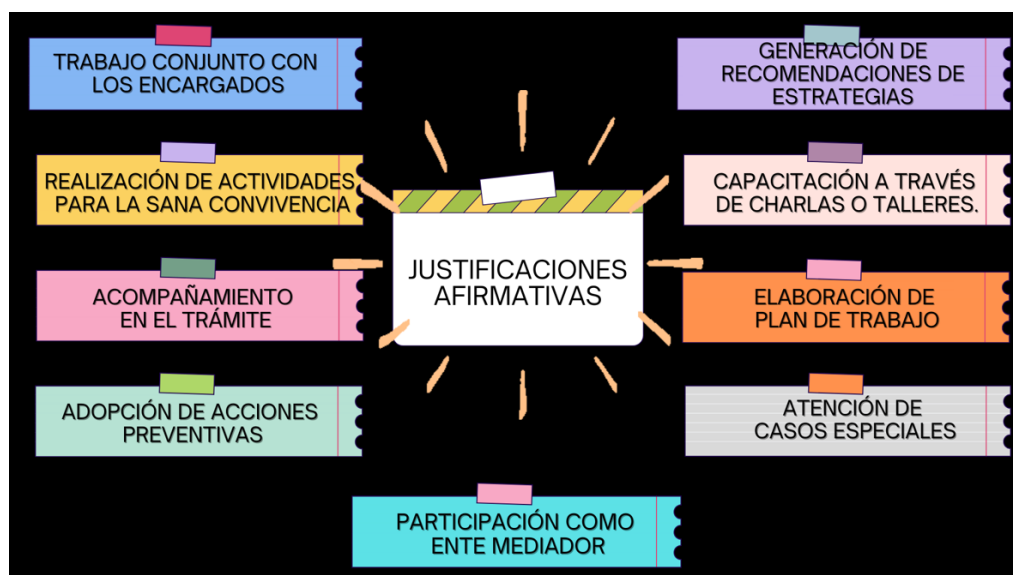 TRABAJO CONJUNTO CON
LOS ENCARGADOS
REALIZACIÓN DE ACTIVIDADES
PARA LA SANA CONVIVENCIA
ACOMPAÑAMIENTO
EN EL TRÁMITE
ADOPCIÓN DE ACCIONES
PREVENTIVAS
JUSTIFICACIONES
AFIRMATIVAS
GENERACIÓN DE
RECOMENDACIONES DE
ESTRATEGIAS
CAPACITACIÓN A TRAVÉS
DE CHARLAS O TALLERES.
ELABORACIÓN DE
PLAN DE TRABAJO
ATENCIÓN DE
CASOS ESPECIALES
PARTICIPACIÓN COMO
ENTE MEDIADOR